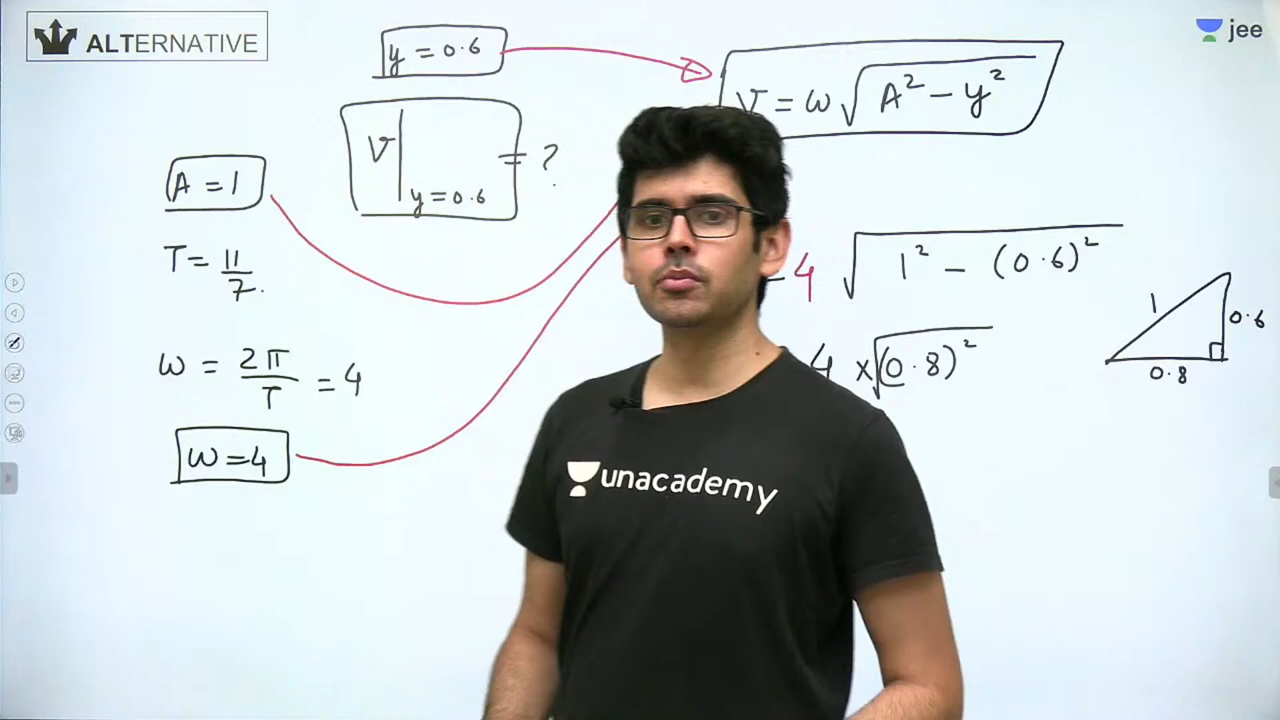 ALTERNATIVE
jee
y = 0.6
V = ω√(A² − y²)
V|y=0.6 = ?
A = 1
T = 11/7.
= 4 √(1² − (0.6)²)
1
0.6
0.8
ω = 2π/T = 4
4 × √(0.8)²
ω = 4
unacademy